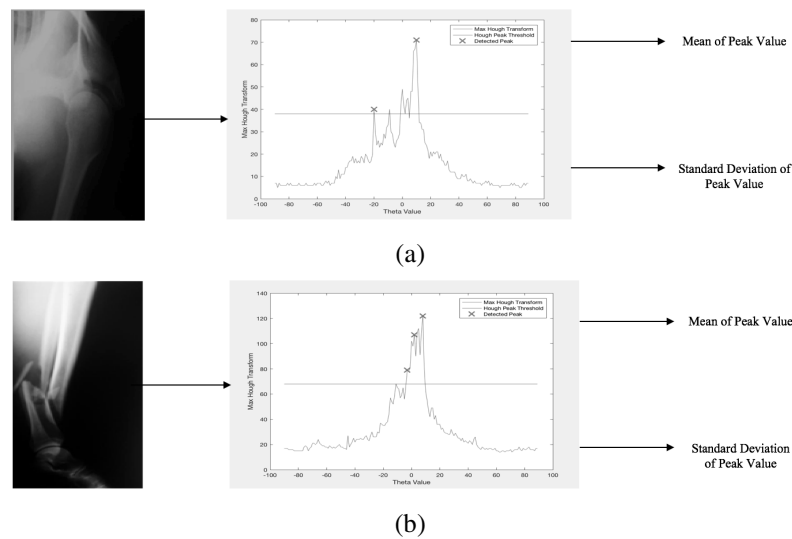 80
70
60
50
40
30
20
10
0
-100 -80 -60 -40 -20 0 20 40 60 80 100
Max Hough Transform
Theta Value
Max Hough Transform
Hough Peak Threshold
Detected Peak
Mean of Peak Value
Standard Deviation of
Peak Value
(a)
140
120
100
80
60
40
20
0
-100 -80 -60 -40 -20 0 20 40 60 80 100
Max Hough Transform
Theta Value
Max Hough Transform
Hough Peak Threshold
Detected Peak
Mean of Peak Value
Standard Deviation
of Peak Value
(b)